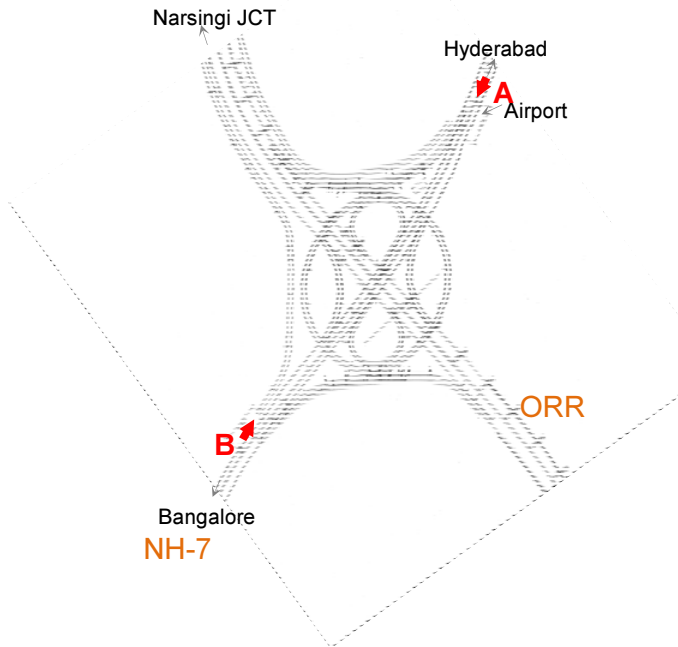 Narsingi JCT
Hyderabad
A
Airport
ORR
B
Bangalore
NH-7